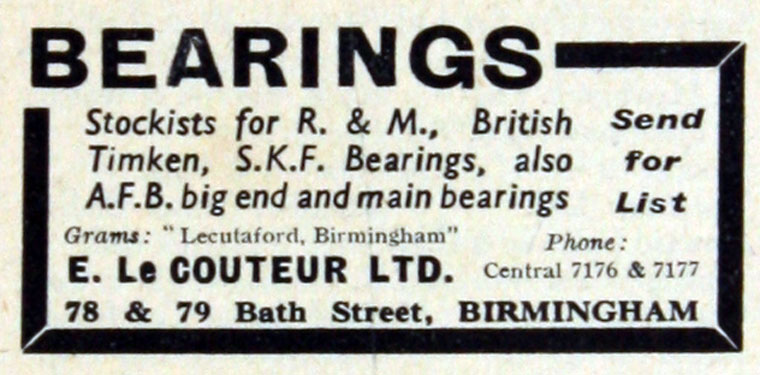 BEARINGS
Stockists for R. & M., British
Timken, S.K.F. Bearings, also
A.F.B. big end and main bearings
Send
for
List
Grams: "Lecutaford, Birmingham"
Phone:
E. Le COUTEUR LTD.
Central 7176 & 7177
78 & 79 Bath Street, BIRMINGHAM